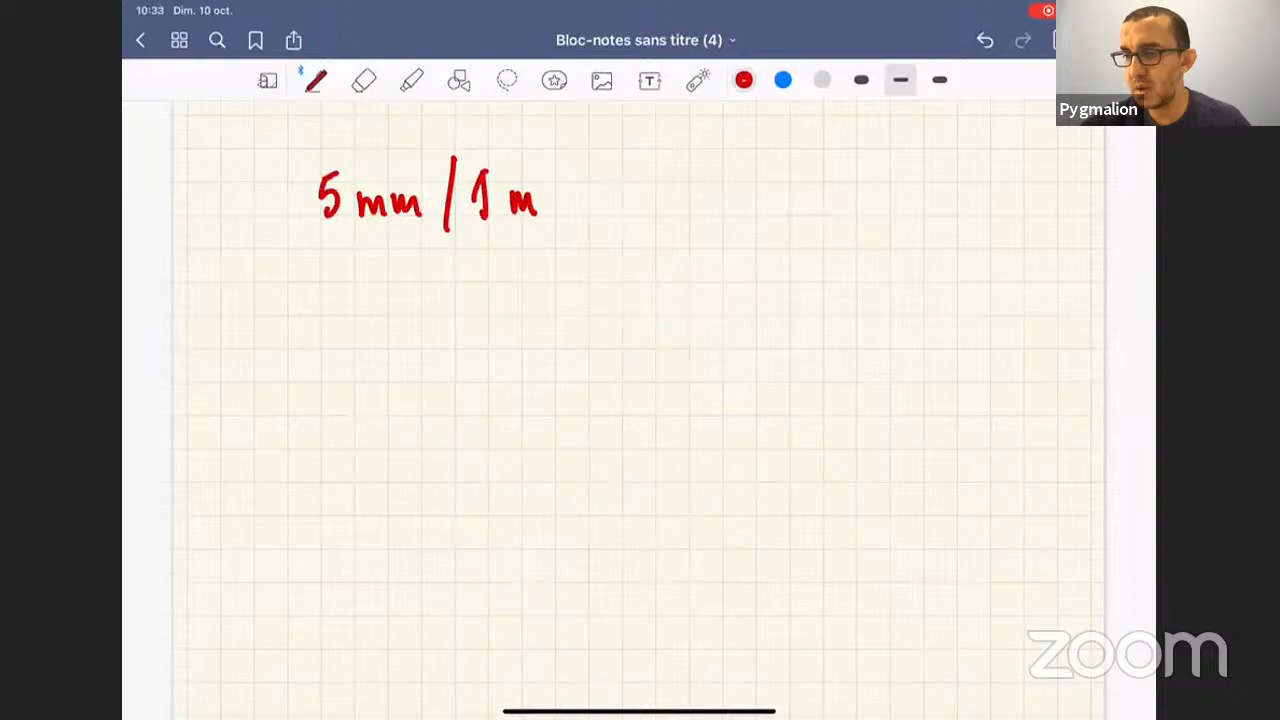 10:33 Dim. 10 oct.
Bloc-notes sans titre (4)
Pygmalion
5 mm / 1 m
zoom